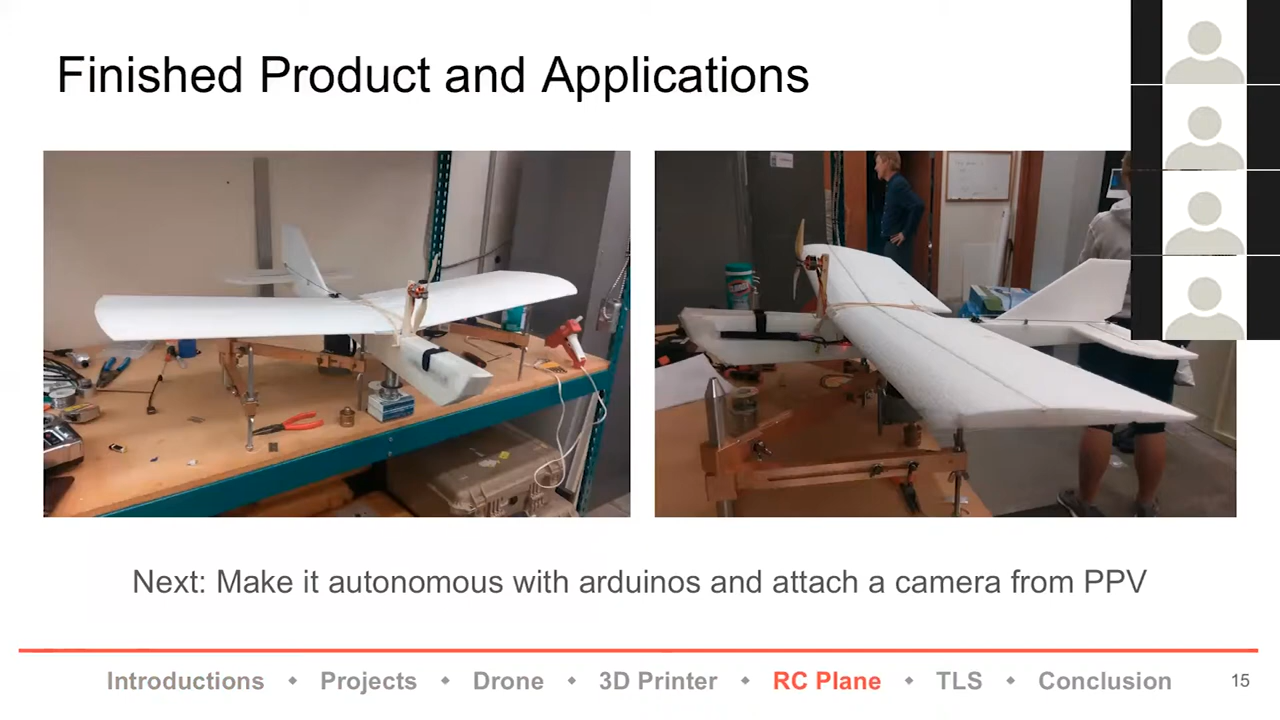 Finished Product and Applications
Next: Make it autonomous with arduinos and attach a camera from PPV
Introductions ◆ Projects ◆ Drone ◆ 3D Printer ◆ RC Plane ◆ TLS ◆ Conclusion 15